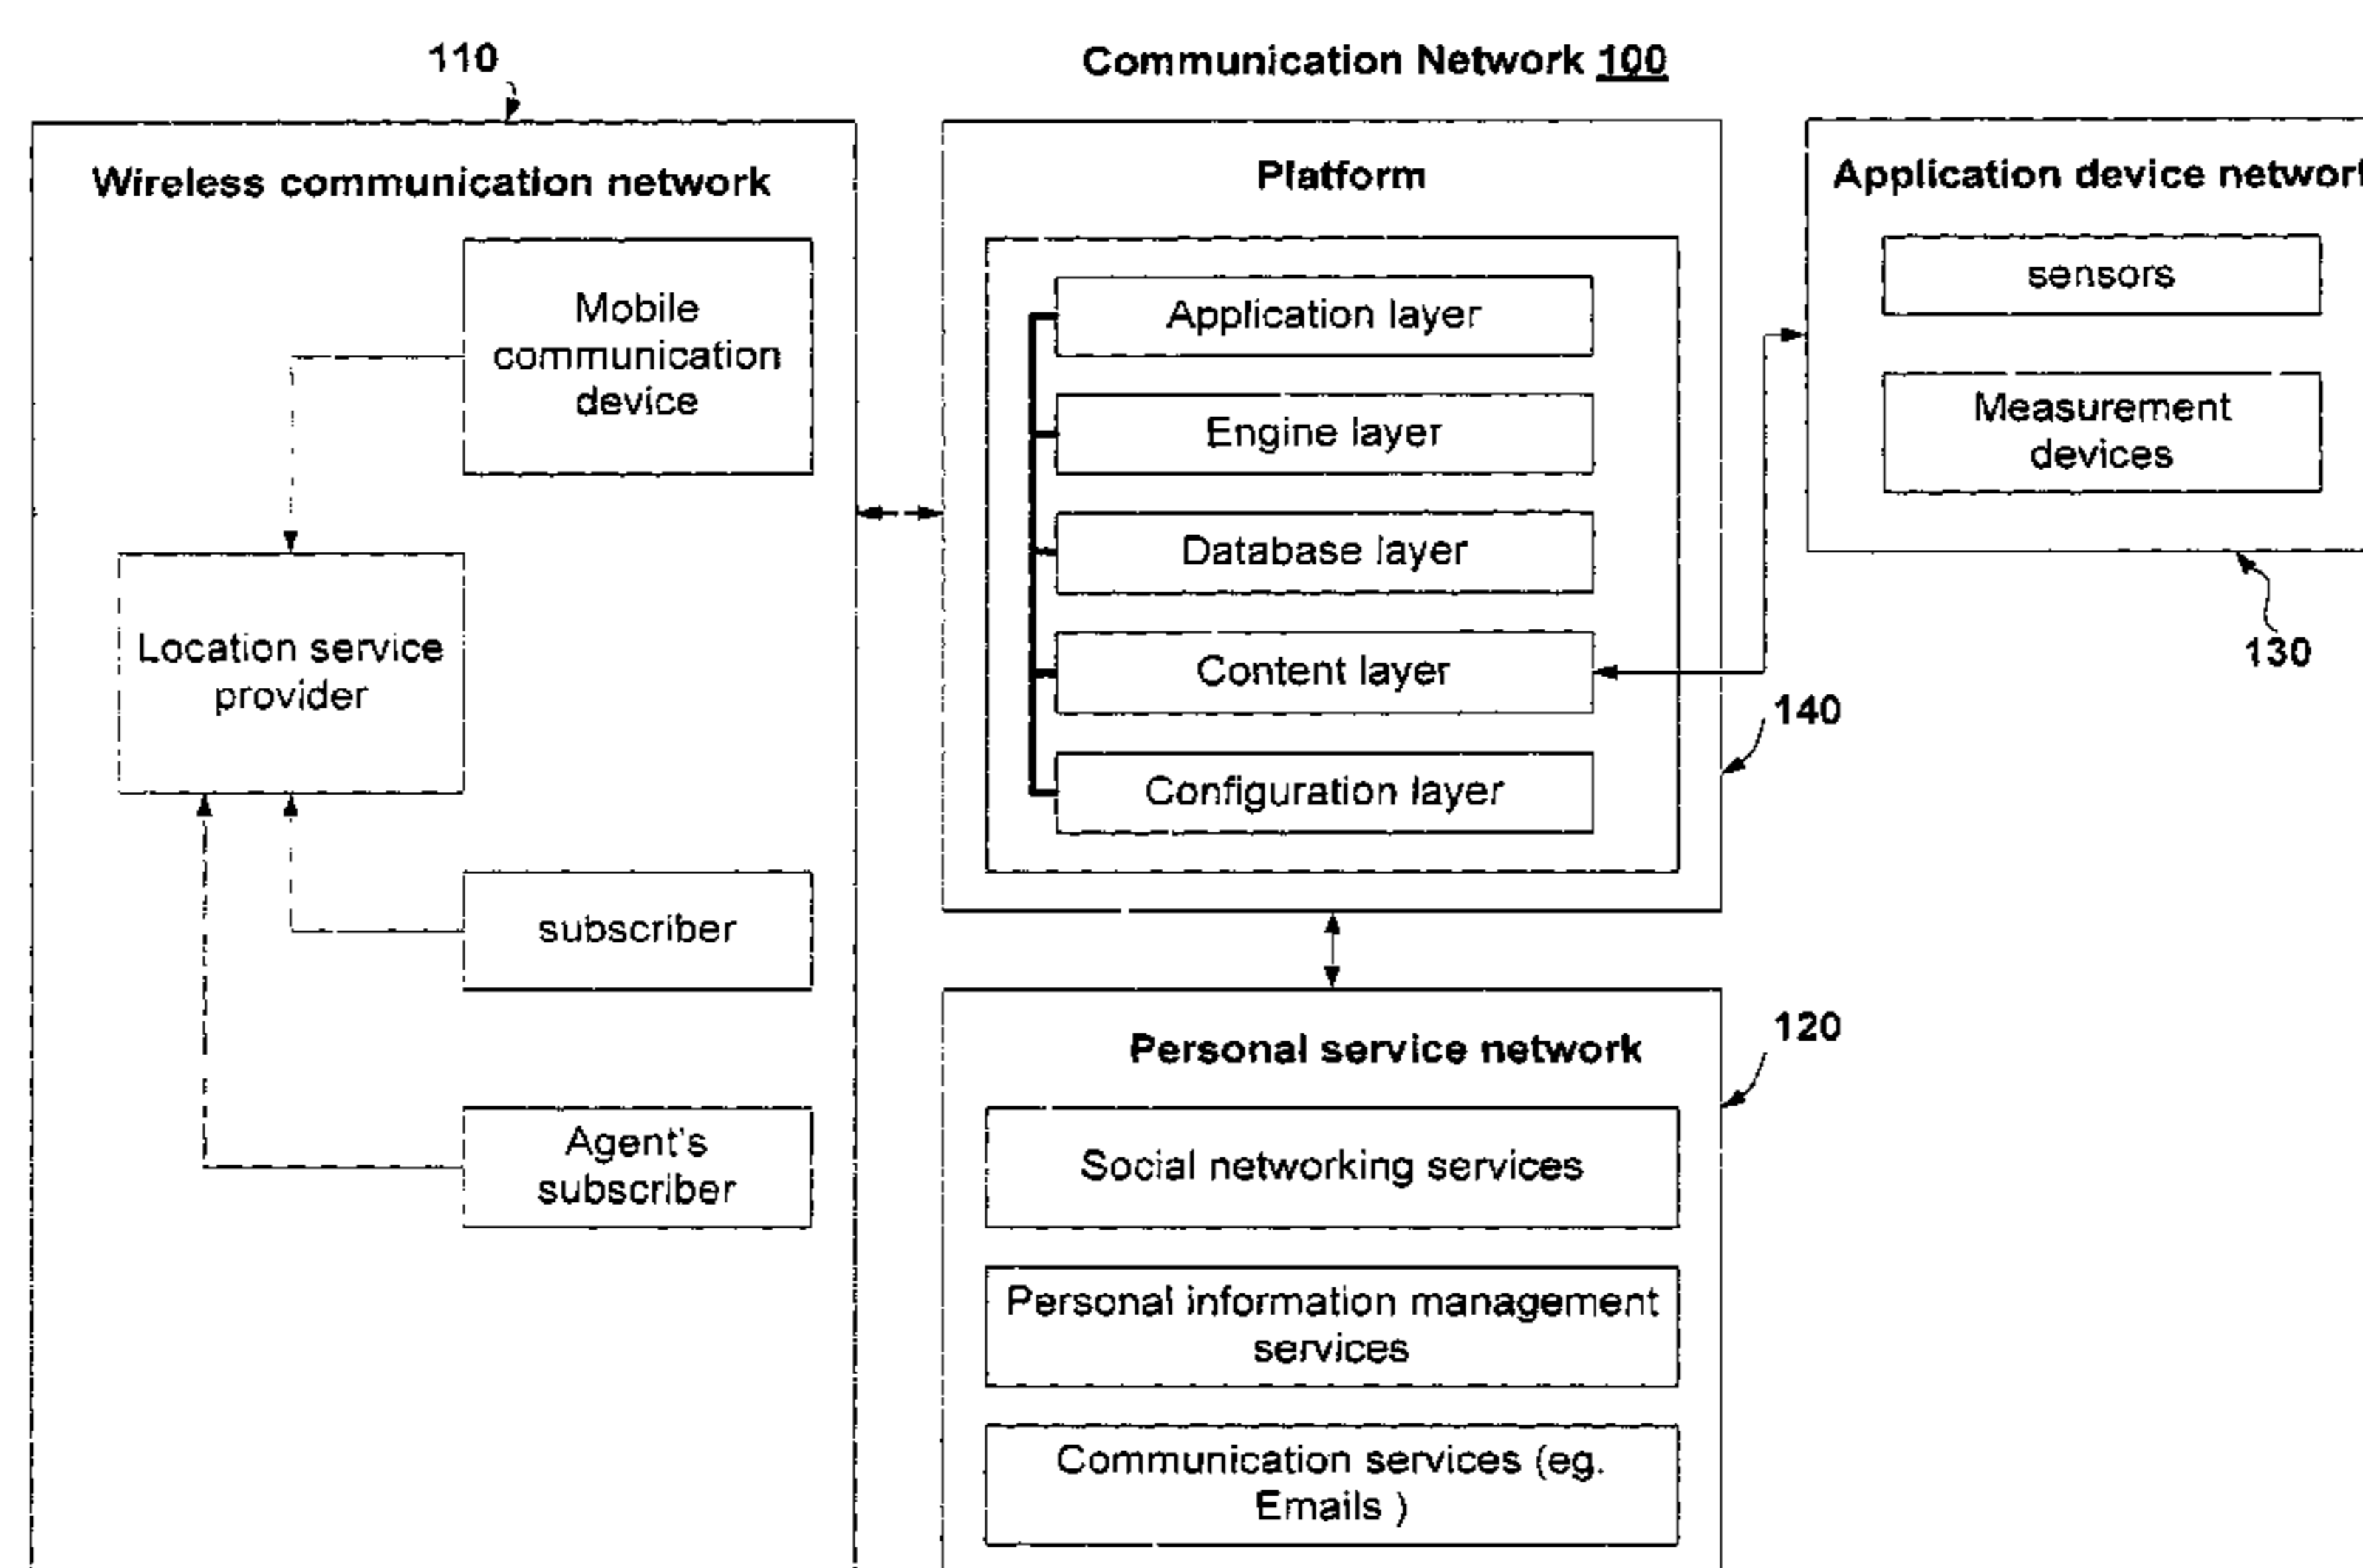 110
Communication Network 100
Wireless communication network
Mobile
communication
device
Location service
provider
subscriber
Agent's
subscriber
Platform
Application layer
Engine layer
Database layer
Content layer
Configuration layer
140
Application device network
sensors
Measurement
devices
130
Personal service network
120
Social networking services
Personal information management
services
Communication services (eg.
Emails )